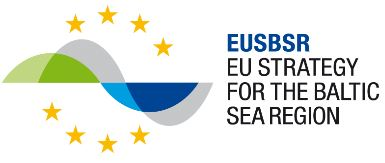 EUSBSR
EU STRATEGY
FOR THE BALTIC
SEA REGION